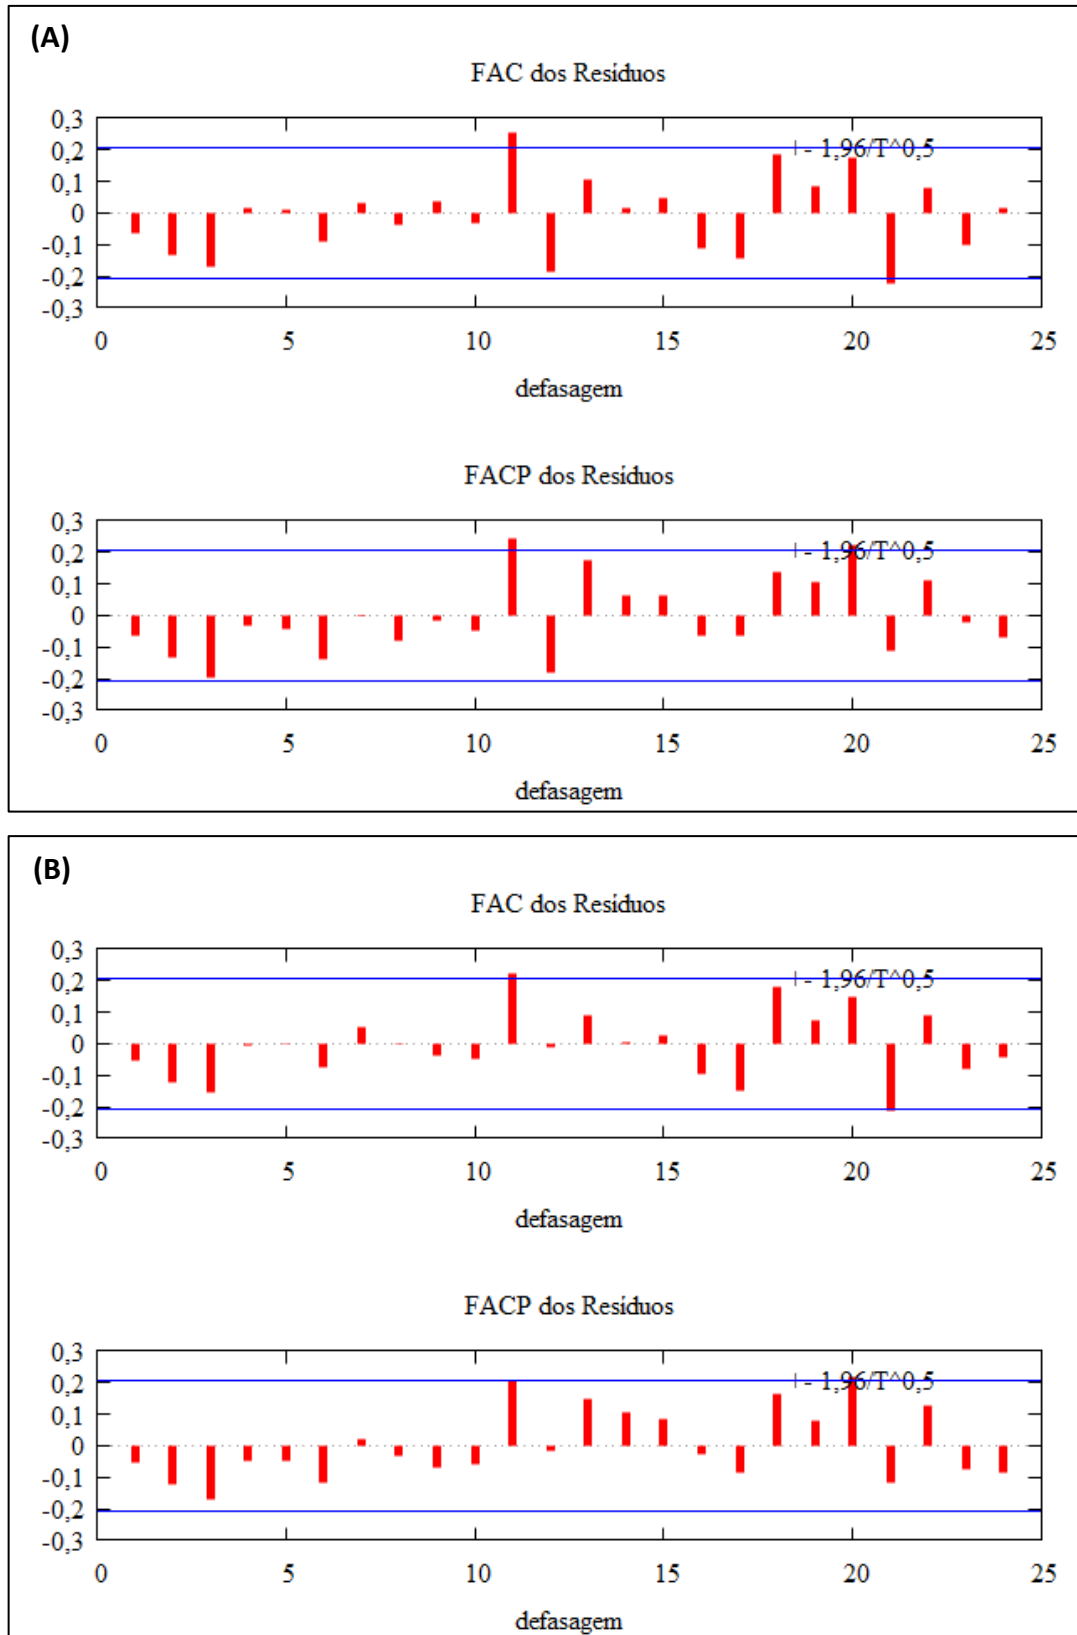 (A)
FAC dos Resíduos
0,3
0,2
0,1
0
-0,1
-0,2
-0,3
+- 1,96/T^0,5
0 5 10 15 20 25
defasagem
FACP dos Resíduos
0,3
0,2
0,1
0
-0,1
-0,2
-0,3
+- 1,96/T^0,5
0 5 10 15 20 25
defasagem
(B)
FAC dos Resíduos
0,3
0,2
0,1
0
-0,1
-0,2
-0,3
+- 1,96/T^0,5
0 5 10 15 20 25
defasagem
FACP dos Resíduos
0,3
0,2
0,1
0
-0,1
-0,2
-0,3
+- 1,96/T^0,5
0 5 10 15 20 25
defasagem